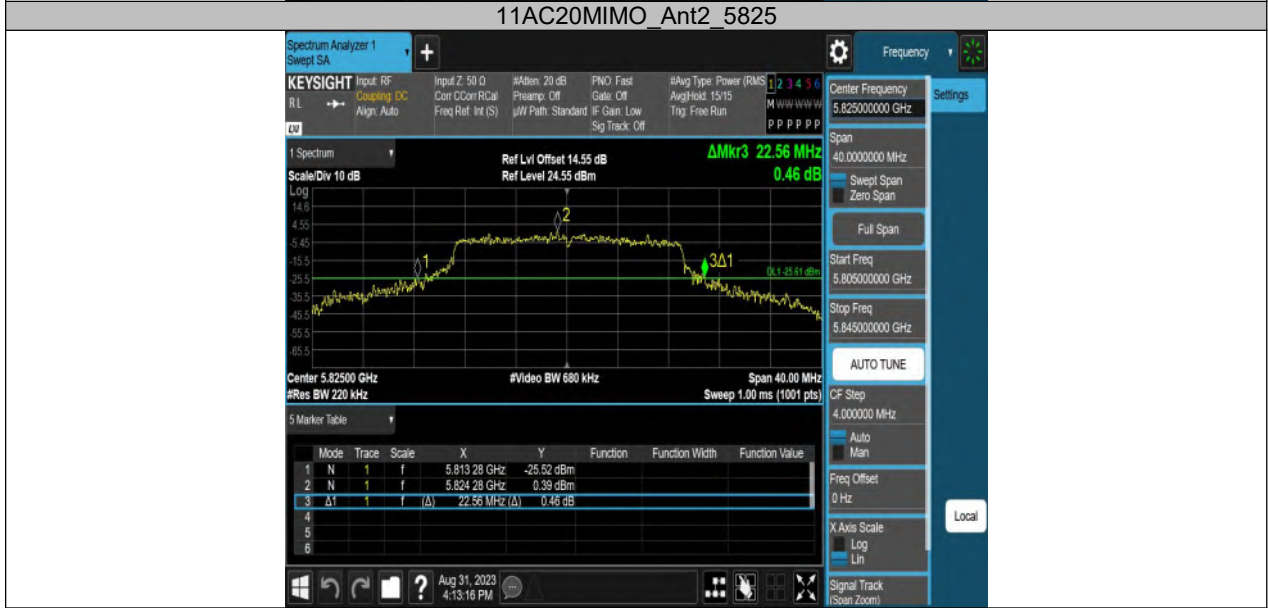 11AC20MIMO_Ant2_5825
Spectrum Analyzer 1
Swept SA
+
Frequency
KEYSIGHT
RL
LXI
Input: RF
Coupling: DC
Align: Auto
Input Z: 50 Ω
Corr CCorr RCal
Freq Ref: Int (S)
#Atten: 20 dB
Preamp: Off
µW Path: Standard
PNO: Fast
Gate: Off
IF Gain: Low
Sig Track: Off
#Avg Type: Power (RMS
Avg|Hold: 15/15
Trig: Free Run
1 2 3 4 5 6
M W W W W W
P P P P P P
Center Frequency
5.825000000 GHz
Settings
1 Spectrum
Scale/Div 10 dB
Ref Lvl Offset 14.55 dB
Ref Level 24.55 dBm
ΔMkr3 22.56 MHz
0.46 dB
Span
40.0000000 MHz
Swept Span
Zero Span
Full Span
Start Freq
5.805000000 GHz
Stop Freq
5.845000000 GHz
AUTO TUNE
CF Step
4.000000 MHz
Auto
Man
Freq Offset
0 Hz
X Axis Scale
Log
Lin
Signal Track
(Span Zoom)
Local
Log
14.6
4.55
-5.45
-15.5
-25.5
-35.5
-45.5
-55.5
-65.5
1
2
3Δ1
DL1 -25.61 dBm
Center 5.82500 GHz
#Video BW 680 kHz
Span 40.00 MHz
#Res BW 220 kHz
Sweep 1.00 ms (1001 pts)
5 Marker Table
Mode Trace Scale X Y Function Function Width Function Value
1 N 1 f 5.813 28 GHz -25.52 dBm
2 N 1 f 5.824 28 GHz 0.39 dBm
3 Δ1 1 f (Δ) 22.56 MHz (Δ) 0.46 dB
4
5
6
?
Aug 31, 2023
4:13:16 PM